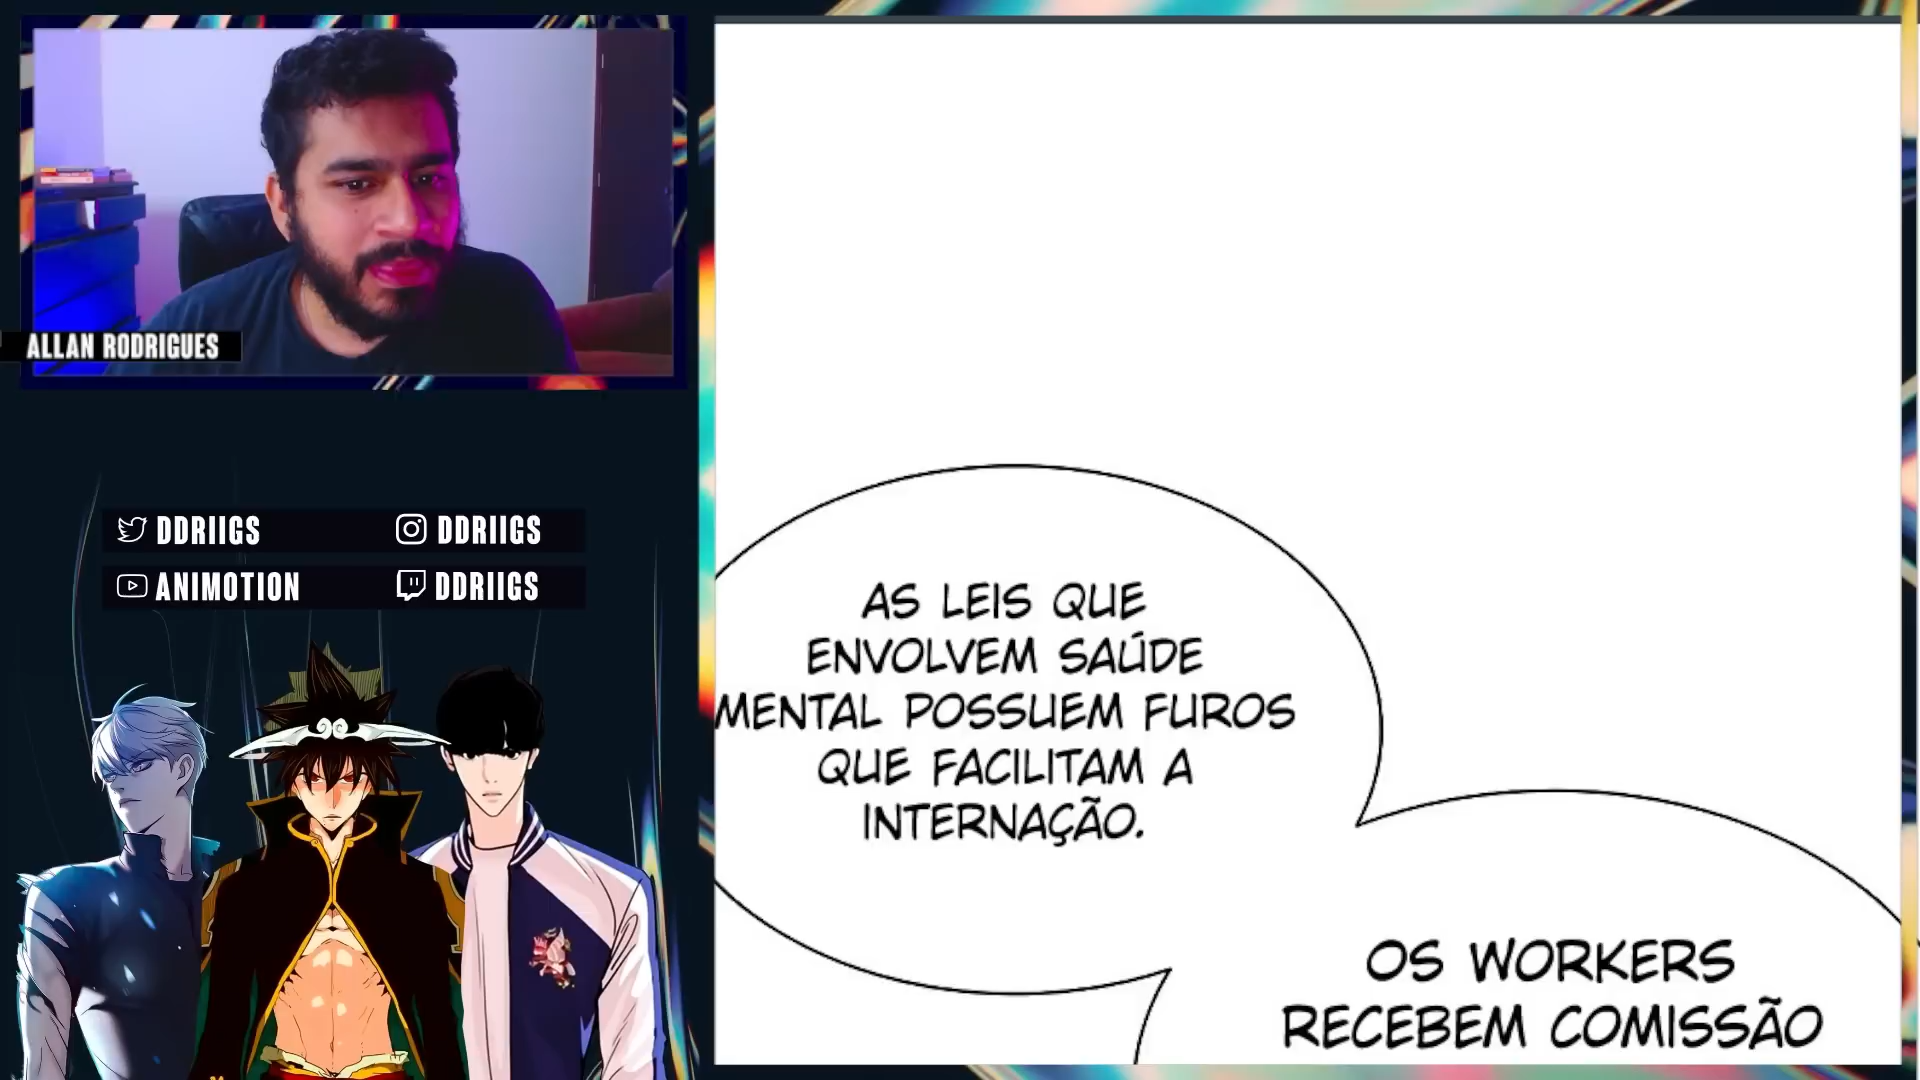 ALLAN RODRIGUES
DDRIIGS
DDRIIGS
ANIMOTION
DDRIIGS
AS LEIS QUE
ENVOLVEM SAÚDE
MENTAL POSSUEM FUROS
QUE FACILITAM A
INTERNAÇÃO.
OS WORKERS
RECEBEM COMISSÃO